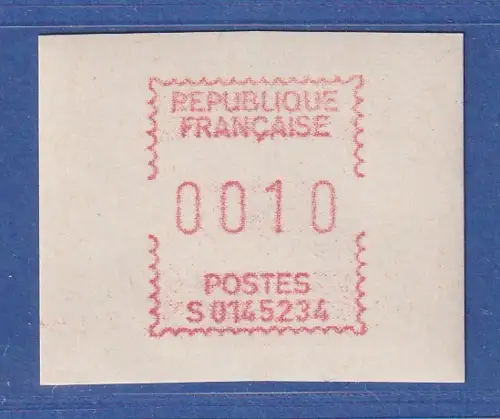 REPUBLIQUE
FRANÇAISE
0010
POSTES
S 0145234